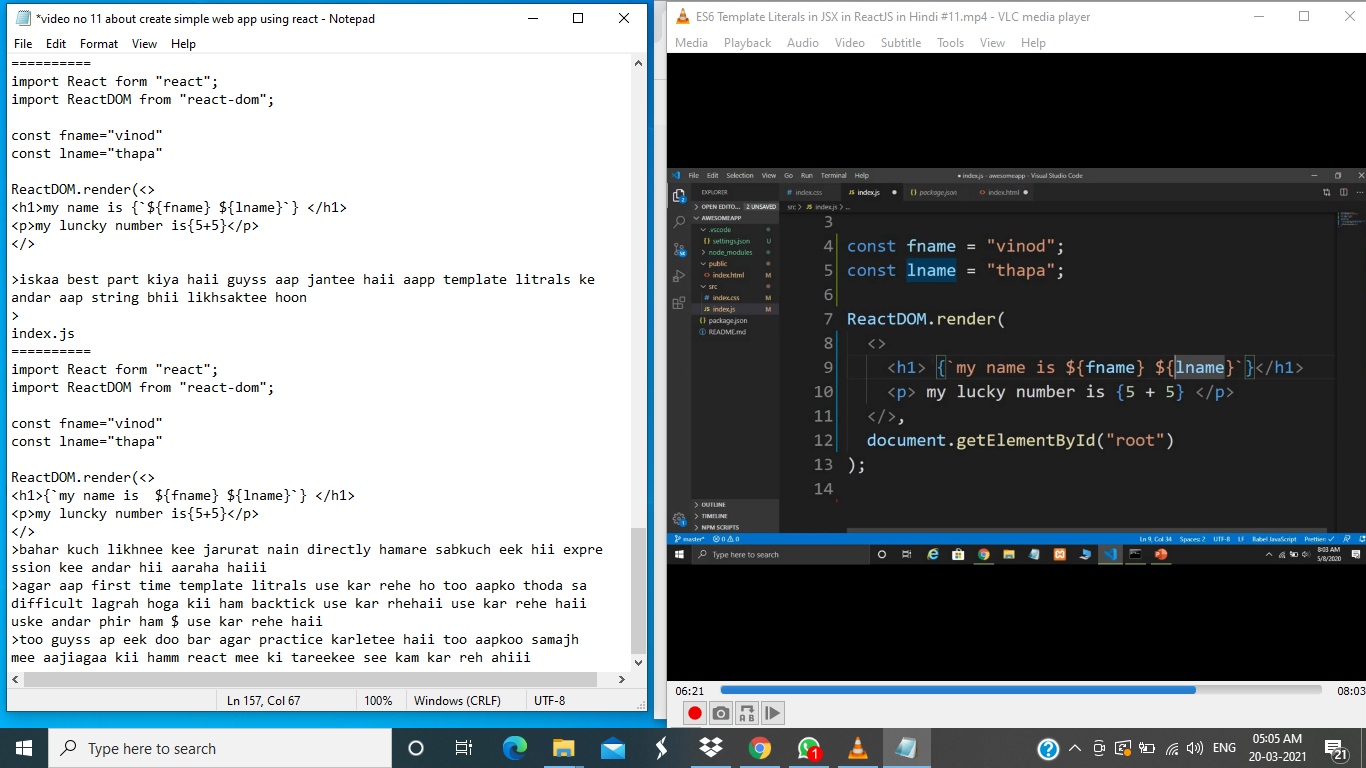 *video no 11 about create simple web app using react - Notepad
File Edit Format View Help
==========
import React form "react";
import ReactDOM from "react-dom";
const fname="vinod"
const lname="thapa"
ReactDOM.render(<>
<h1>my name is {`${fname} ${lname}`} </h1>
<p>my luncky number is{5+5}</p>
</>
>iskaa best part kiya haii guyss aap jantee haii aapp template litrals ke
andar aap string bhii likhsaktee hoon
>
index.js
==========
import React form "react";
import ReactDOM from "react-dom";
const fname="vinod"
const lname="thapa"
ReactDOM.render(<>
<h1>{`my name is  ${fname} ${lname}`} </h1>
<p>my luncky number is{5+5}</p>
</>
>bahar kuch likhnee kee jarurat nain directly hamare sabkuch eek hii expre
ssion kee andar hii aaraha haiii
>agar aap first time template litrals use kar rehe ho too aapko thoda sa
difficult lagrah hoga kii ham backtick use kar rhehaii use kar rehe haii
uske andar phir ham $ use kar rehe haii
>too guyss ap eek doo bar agar practice karletee haii too aapkoo samajh
mee aajiagaa kii hamm react mee ki tareekee see kam kar reh ahiii
Ln 157, Col 67 100% Windows (CRLF) UTF-8
ES6 Template Literals in JSX in ReactJS in Hindi #11.mp4 - VLC media player
Media Playback Audio Video Subtitle Tools View Help
File Edit Selection View Go Run Terminal Help ● index.js - awesomeapp - Visual Studio Code
EXPLORER
# index.css JS index.js ● {} package.json <> index.html ●
OPEN EDITO... 2 UNSAVED
src > JS index.js > ...
AWESOMEAPP
.vscode
{} settings.json U
node_modules
public
<> index.html M
src
# index.css M
JS index.js M
{} package.json
README.md
OUTLINE
TIMELINE
NPM SCRIPTS
3
4 const fname = "vinod";
5 const lname = "thapa";
6
7 ReactDOM.render(
8 <>
9 <h1> {`my name is ${fname} ${lname}`}</h1>
10 <p> my lucky number is {5 + 5} </p>
11 </>,
12 document.getElementById("root")
13 );
14
master* 0 0 Ln 9, Col 34 Spaces: 2 UTF-8 LF Babel JavaScript Prettier: ✓
Type here to search
8:03 AM
5/8/2020
06:21 08:03
A B
Type here to search
1
ENG
05:05 AM
20-03-2021
21